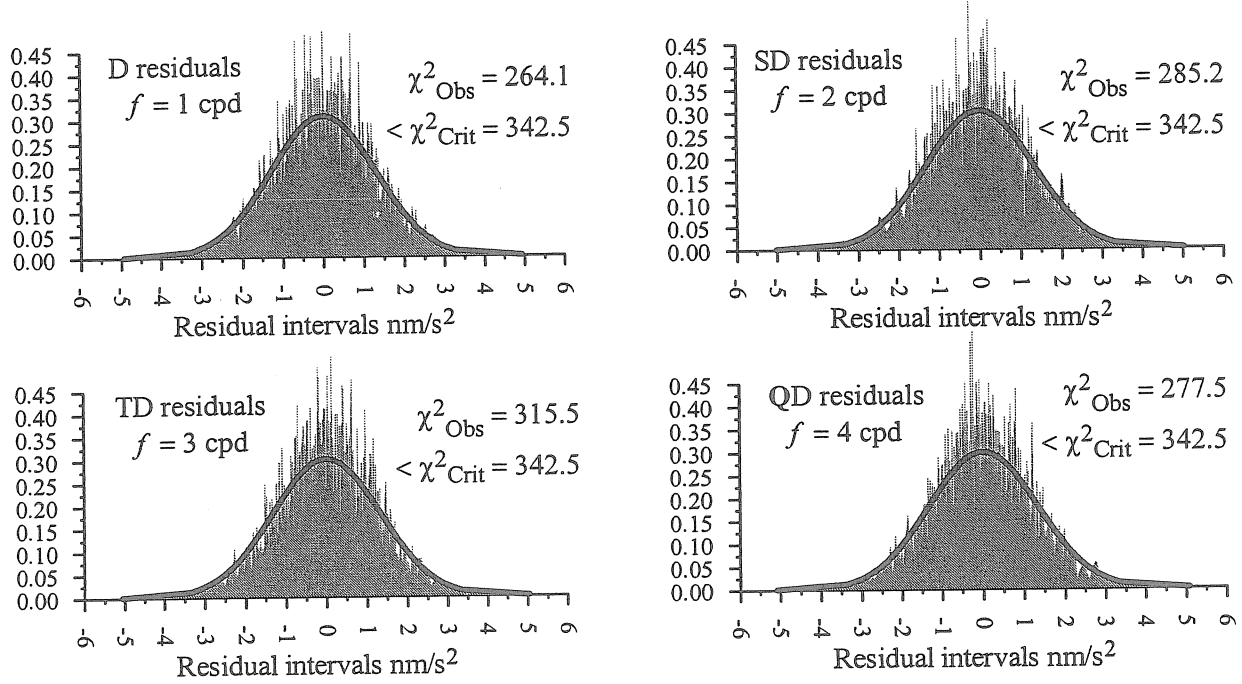 D residuals
f = 1 cpd
χ²Obs = 264.1
< χ²Crit = 342.5
0.45
0.40
0.35
0.30
0.25
0.20
0.15
0.10
0.05
0.00
-6 -5 -4 -3 -2 -1 0 1 2 3 4 5 6
Residual intervals nm/s²
SD residuals
f = 2 cpd
χ²Obs = 285.2
< χ²Crit = 342.5
0.45
0.40
0.35
0.30
0.25
0.20
0.15
0.10
0.05
0.00
-6 -5 -4 -3 -2 -1 0 1 2 3 4 5 6
Residual intervals nm/s²
TD residuals
f = 3 cpd
χ²Obs = 315.5
< χ²Crit = 342.5
0.45
0.40
0.35
0.30
0.25
0.20
0.15
0.10
0.05
0.00
-6 -5 -4 -3 -2 -1 0 1 2 3 4 5 6
Residual intervals nm/s²
QD residuals
f = 4 cpd
χ²Obs = 277.5
< χ²Crit = 342.5
0.45
0.40
0.35
0.30
0.25
0.20
0.15
0.10
0.05
0.00
-6 -5 -4 -3 -2 -1 0 1 2 3 4 5 6
Residual intervals nm/s²